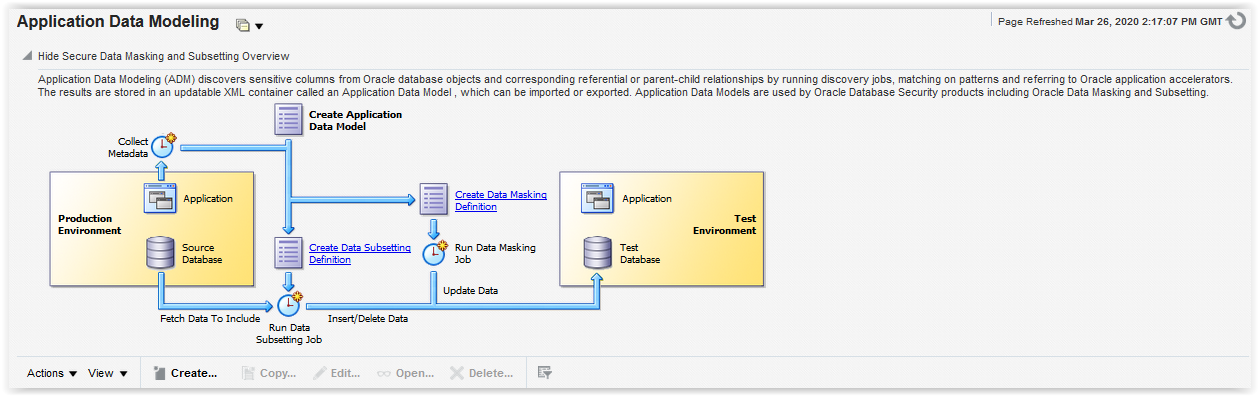 Application Data Modeling
Page Refreshed Mar 26, 2020 2:17:07 PM GMT
Hide Secure Data Masking and Subsetting Overview
Application Data Modeling (ADM) discovers sensitive columns from Oracle database objects and corresponding referential or parent-child relationships by running discovery jobs, matching on patterns and referring to Oracle application accelerators.
The results are stored in an updatable XML container called an Application Data Model , which can be imported or exported. Application Data Models are used by Oracle Database Security products including Oracle Data Masking and Subsetting.
Create Application
Data Model
Collect
Metadata
Production
Environment
Application
Source
Database
Create Data Masking
Definition
Create Data Subsetting
Definition
Run Data Masking
Job
Application
Test
Environment
Test
Database
Update Data
Fetch Data To Include
Run Data
Subsetting Job
Insert/Delete Data
Actions
View
Create...
Copy...
Edit...
Open...
Delete...